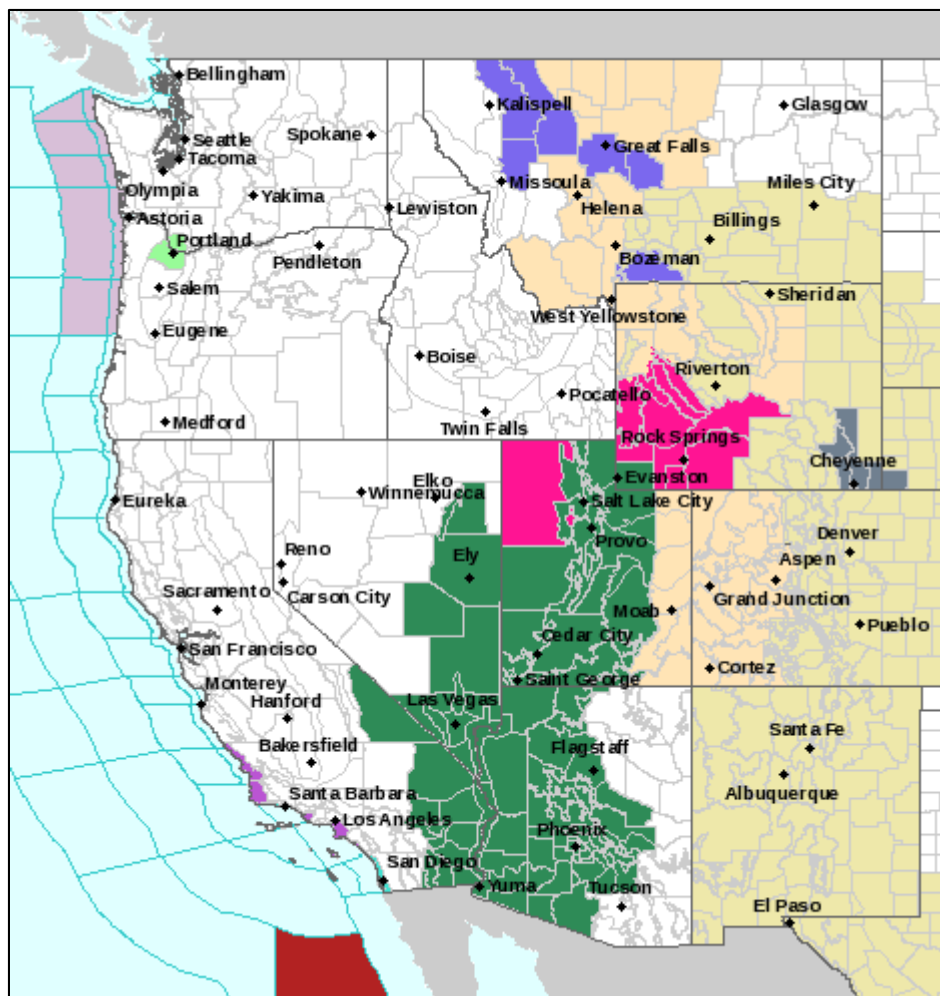 Bellingham
Kalispell
Glasgow
Spokane
Seattle
Great Falls
Tacoma
Olympia
Missoula
Miles City
Yakima
Lewiston
Helena
Astoria
Billings
Portland
Pendleton
Bozeman
Salem
Sheridan
West Yellowstone
Eugene
Boise
Riverton
Pocatello
Medford
Twin Falls
Rock Springs
Cheyenne
Elko
Evanston
Winnemucca
Eureka
Salt Lake City
Reno
Ely
Provo
Denver
Aspen
Sacramento
Carson City
Grand Junction
Moab
Pueblo
Cedar City
San Francisco
Cortez
Saint George
Monterey
Hanford
Las Vegas
Santa Fe
Bakersfield
Flagstaff
Albuquerque
Santa Barbara
Los Angeles
Phoenix
San Diego
Yuma
Tucson
El Paso